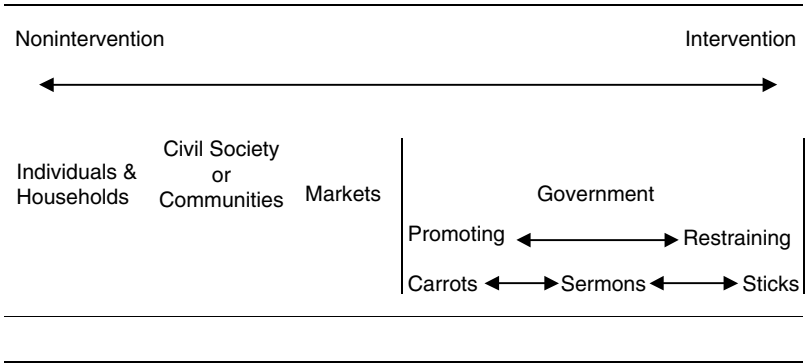 Nonintervention Intervention
Individuals &
Households
Civil Society
or
Communities
Markets
Government
Promoting Restraining
Carrots Sermons Sticks